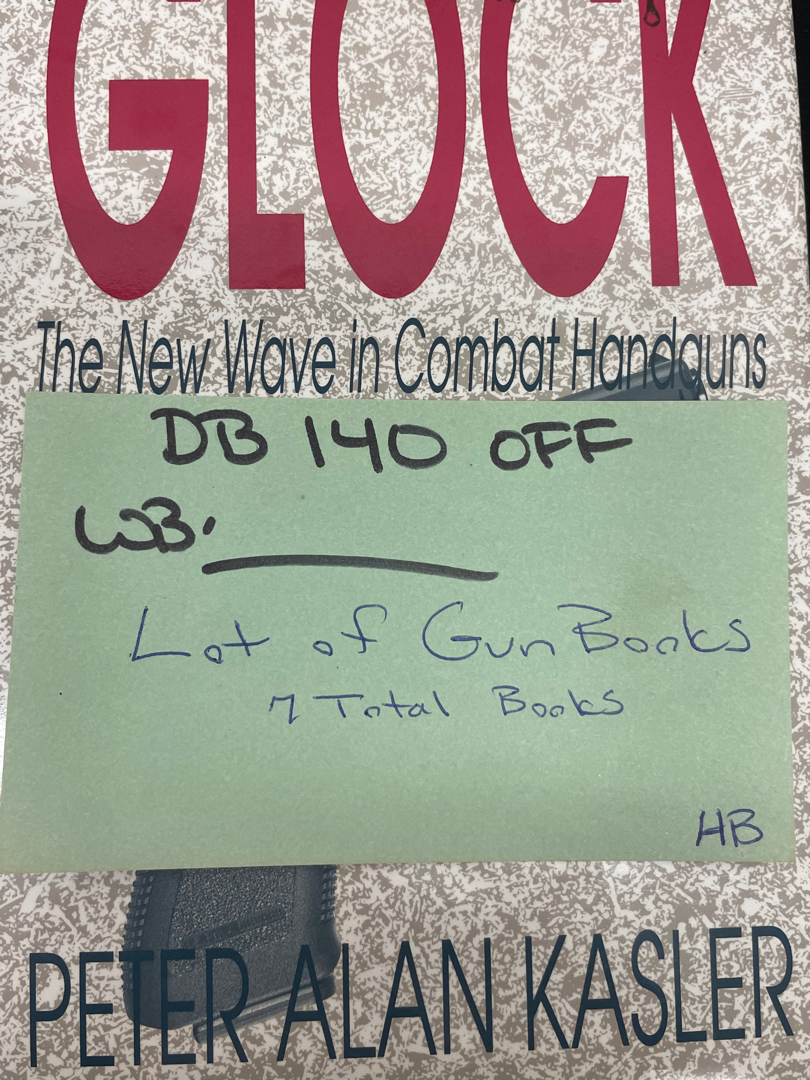 GLOCK
The New Wave in Combat Handguns
DB 140 OFF
WB.
Lot of Gun Books
7 Total Books
HB
PETER ALAN KASLER